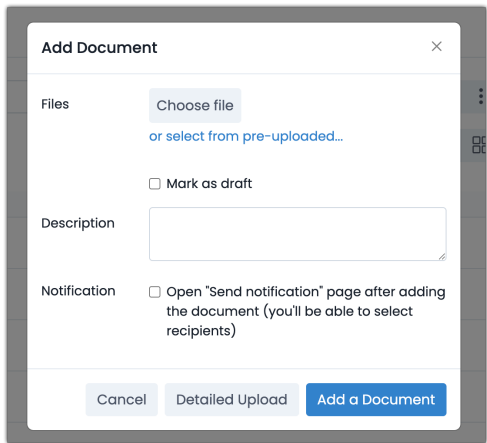 Add Document
Files
Choose file
or select from pre-uploaded...
Mark as draft
Description
Notification
Open "Send notification" page after adding
the document (you'll be able to select
recipients)
Cancel
Detailed Upload
Add a Document